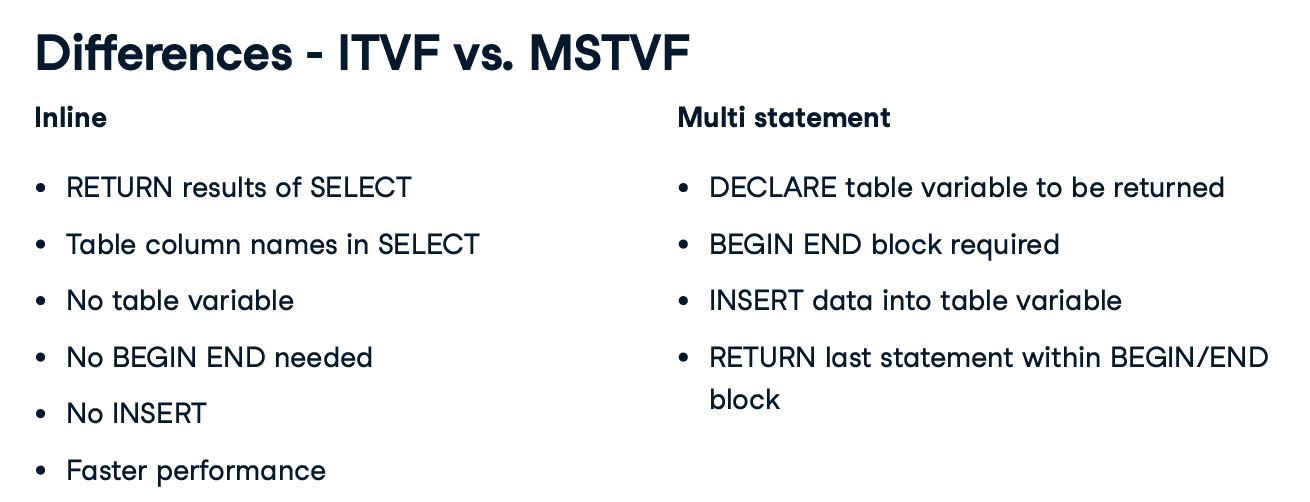 Differences - ITVF vs. MSTVF
Inline
• RETURN results of SELECT
• Table column names in SELECT
• No table variable
• No BEGIN END needed
• No INSERT
• Faster performance
Multi statement
• DECLARE table variable to be returned
• BEGIN END block required
• INSERT data into table variable
• RETURN last statement within BEGIN/END
block